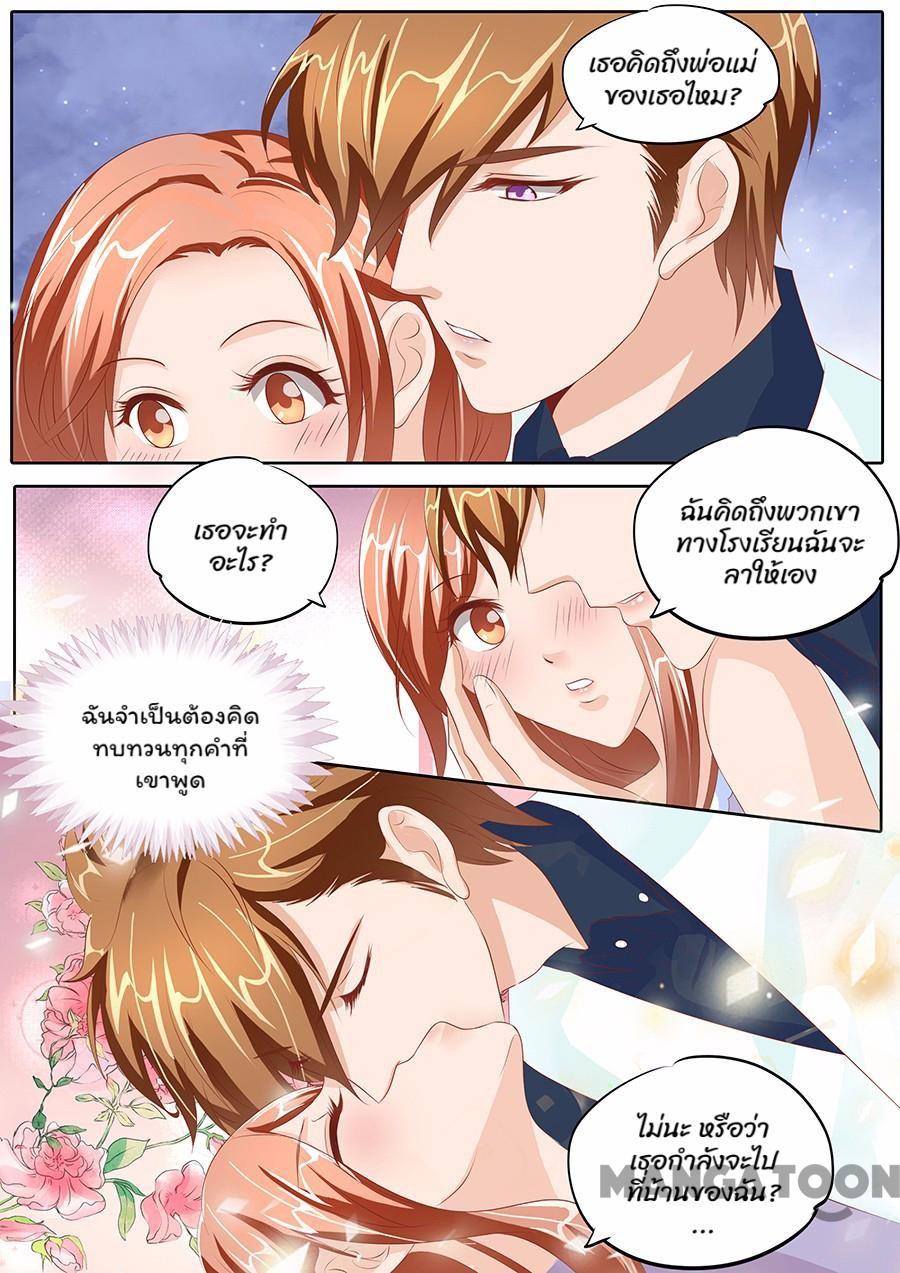 เธอคิดถึงพ่อแม่
ของเธอไหม?
เธอจะทำ
อะไร?
ฉันคิดถึงพวกเขา
ทางโรงเรียนฉันจะ
ลาให้เอง
ฉันจำเป็นต้องคิด
ทบทวนทุกคำที่
เขาพูด
ไม่นะ หรือว่า
เธอกำลังจะไป
ที่บ้านของฉัน?
...
MANGATOON